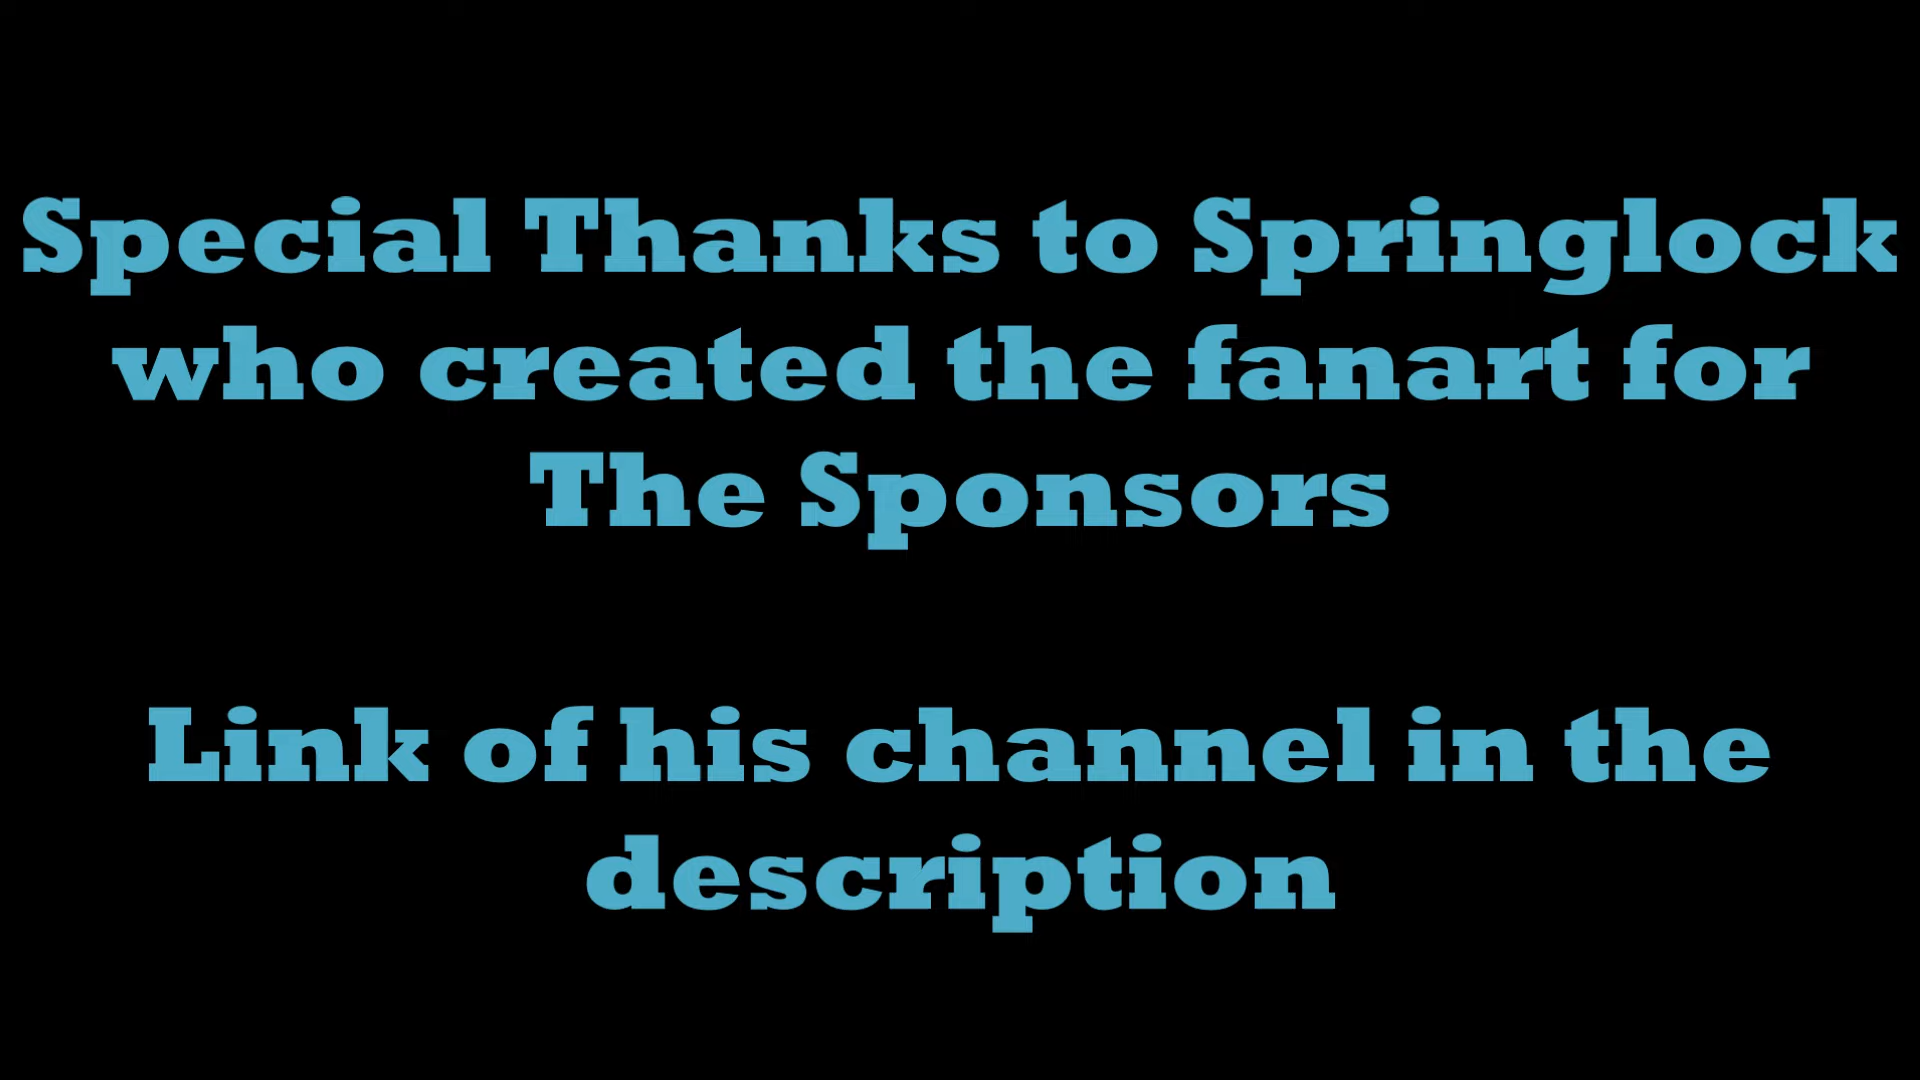 Special Thanks to Springlock
who created the fanart for
The Sponsors
Link of his channel in the
description